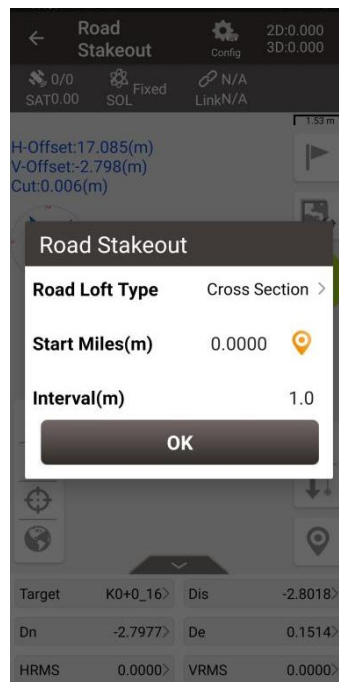 Road Stakeout
Config
2D:0.000
3D:0.000
0/0
SAT0.00
Fixed
SOL
N/A
LinkN/A
1.53 m
H-Offset:17.085(m)
V-Offset:-2.798(m)
Cut:0.006(m)
Road Stakeout
Road Loft Type Cross Section >
Start Miles(m) 0.0000
Interval(m) 1.0
OK
Target K0+0_16> Dis -2.8018>
Dn -2.7977> De 0.1514>
HRMS 0.0000> VRMS 0.0000>